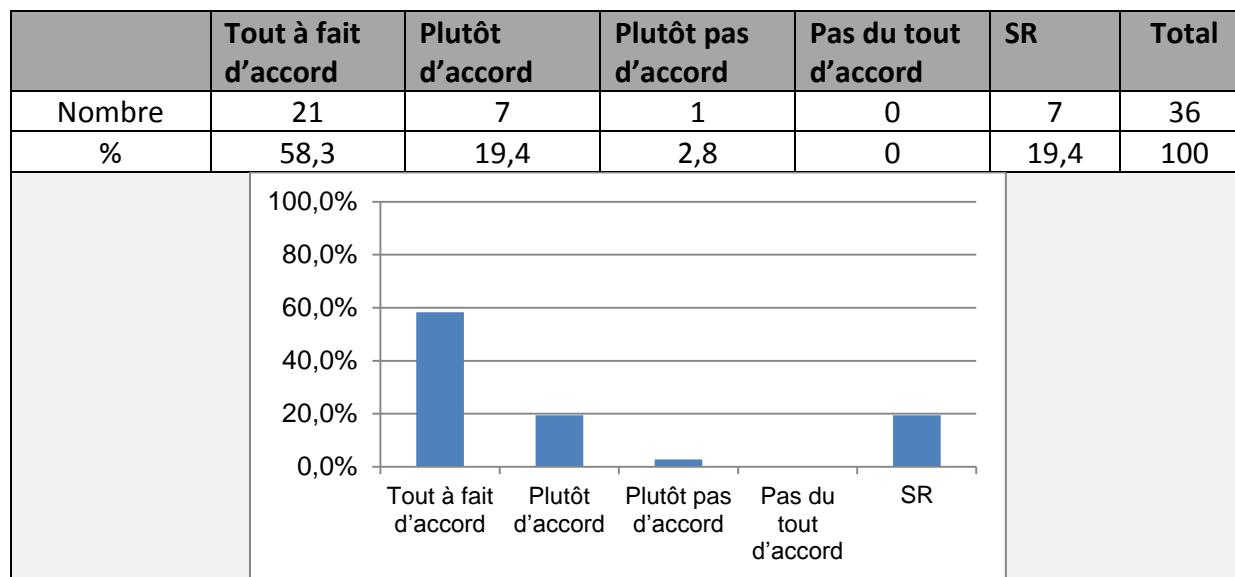 Tout à fait Plutôt Plutôt pas Pas du tout SR Total
d’accord d’accord d’accord d’accord
Nombre 21 7 1 0 7 36
% 58,3 19,4 2,8 0 19,4 100
100,0%
80,0%
60,0%
40,0%
20,0%
0,0%
Tout à fait Plutôt Plutôt pas Pas du SR
d’accord d’accord d’accord tout
d’accord